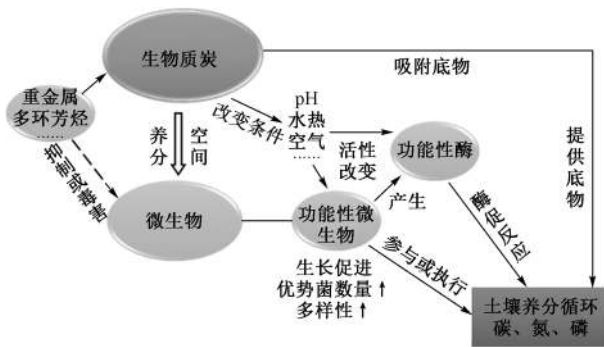 生物质炭
吸附底物
重金属
多环芳烃
……
改变条件
pH
水热
空气
……
养分
空间
抑制或毒害
活性
改变
功能性酶
提供底物
微生物
功能性微
生物
产生
酶促反应
生长促进
优势菌数量↑
多样性↑
参与或执行
土壤养分循环
碳、氮、磷